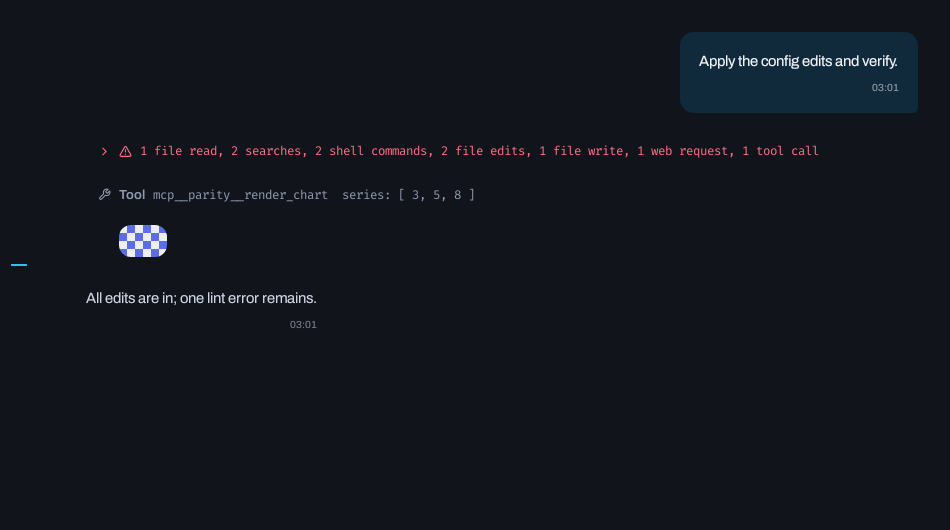 Apply the config edits and verify.
03:01
1 file read, 2 searches, 2 shell commands, 2 file edits, 1 file write, 1 web request, 1 tool call
Tool mcp__parity__render_chart series: [ 3, 5, 8 ]
All edits are in; one lint error remains.
03:01